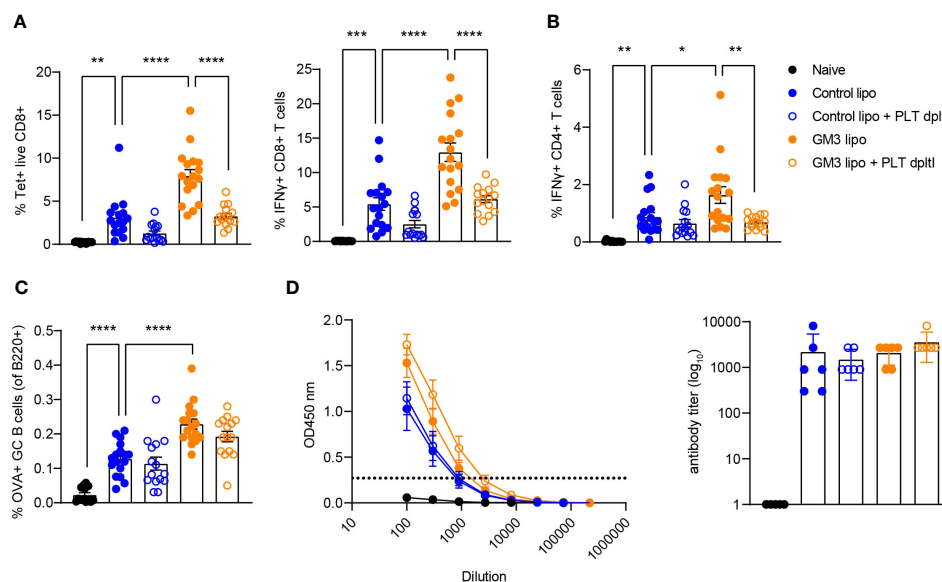 A
B
** **** ****
20
15
10
5
0
% Tet+ live CD8+
*** **** ****
25
20
15
10
5
0
% IFNγ+ CD8+ T cells
** * **
6
4
2
0
% IFNγ+ CD4+ T cells
Naive
Control lipo
Control lipo + PLT dpl
GM3 lipo
GM3 lipo + PLT dpltl
C
D
**** ****
0.5
0.4
0.3
0.2
0.1
0.0
% OVA+ GC B cells (of B220+)
2.0
1.5
1.0
0.5
0.0
OD450 nm
10 100 1000 10000 100000 1000000
Dilution
10000
1000
100
10
1
antibody titer (log10)